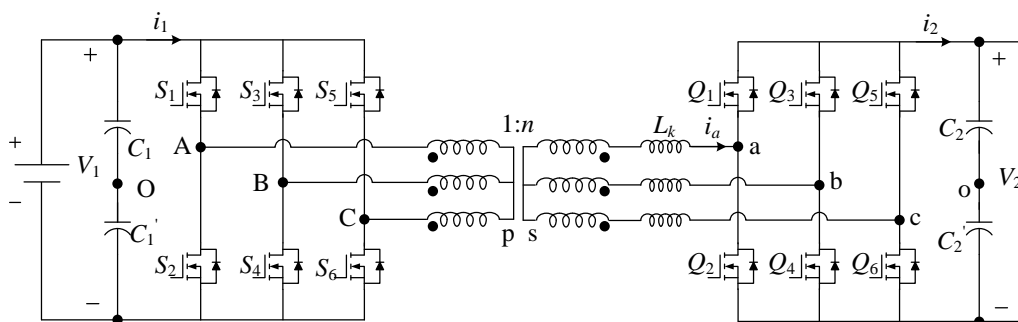 i₁
i₂
+
+
+
S₁
S₃
S₅
Q₁
Q₃
Q₅
1:n
Lₖ
iₐ
C₁
A
a
C₂
+
V₁
O
B
b
o
V₂
−
C₁'
C
p
s
c
C₂'
S₂
S₄
S₆
Q₂
Q₄
Q₆
−
−